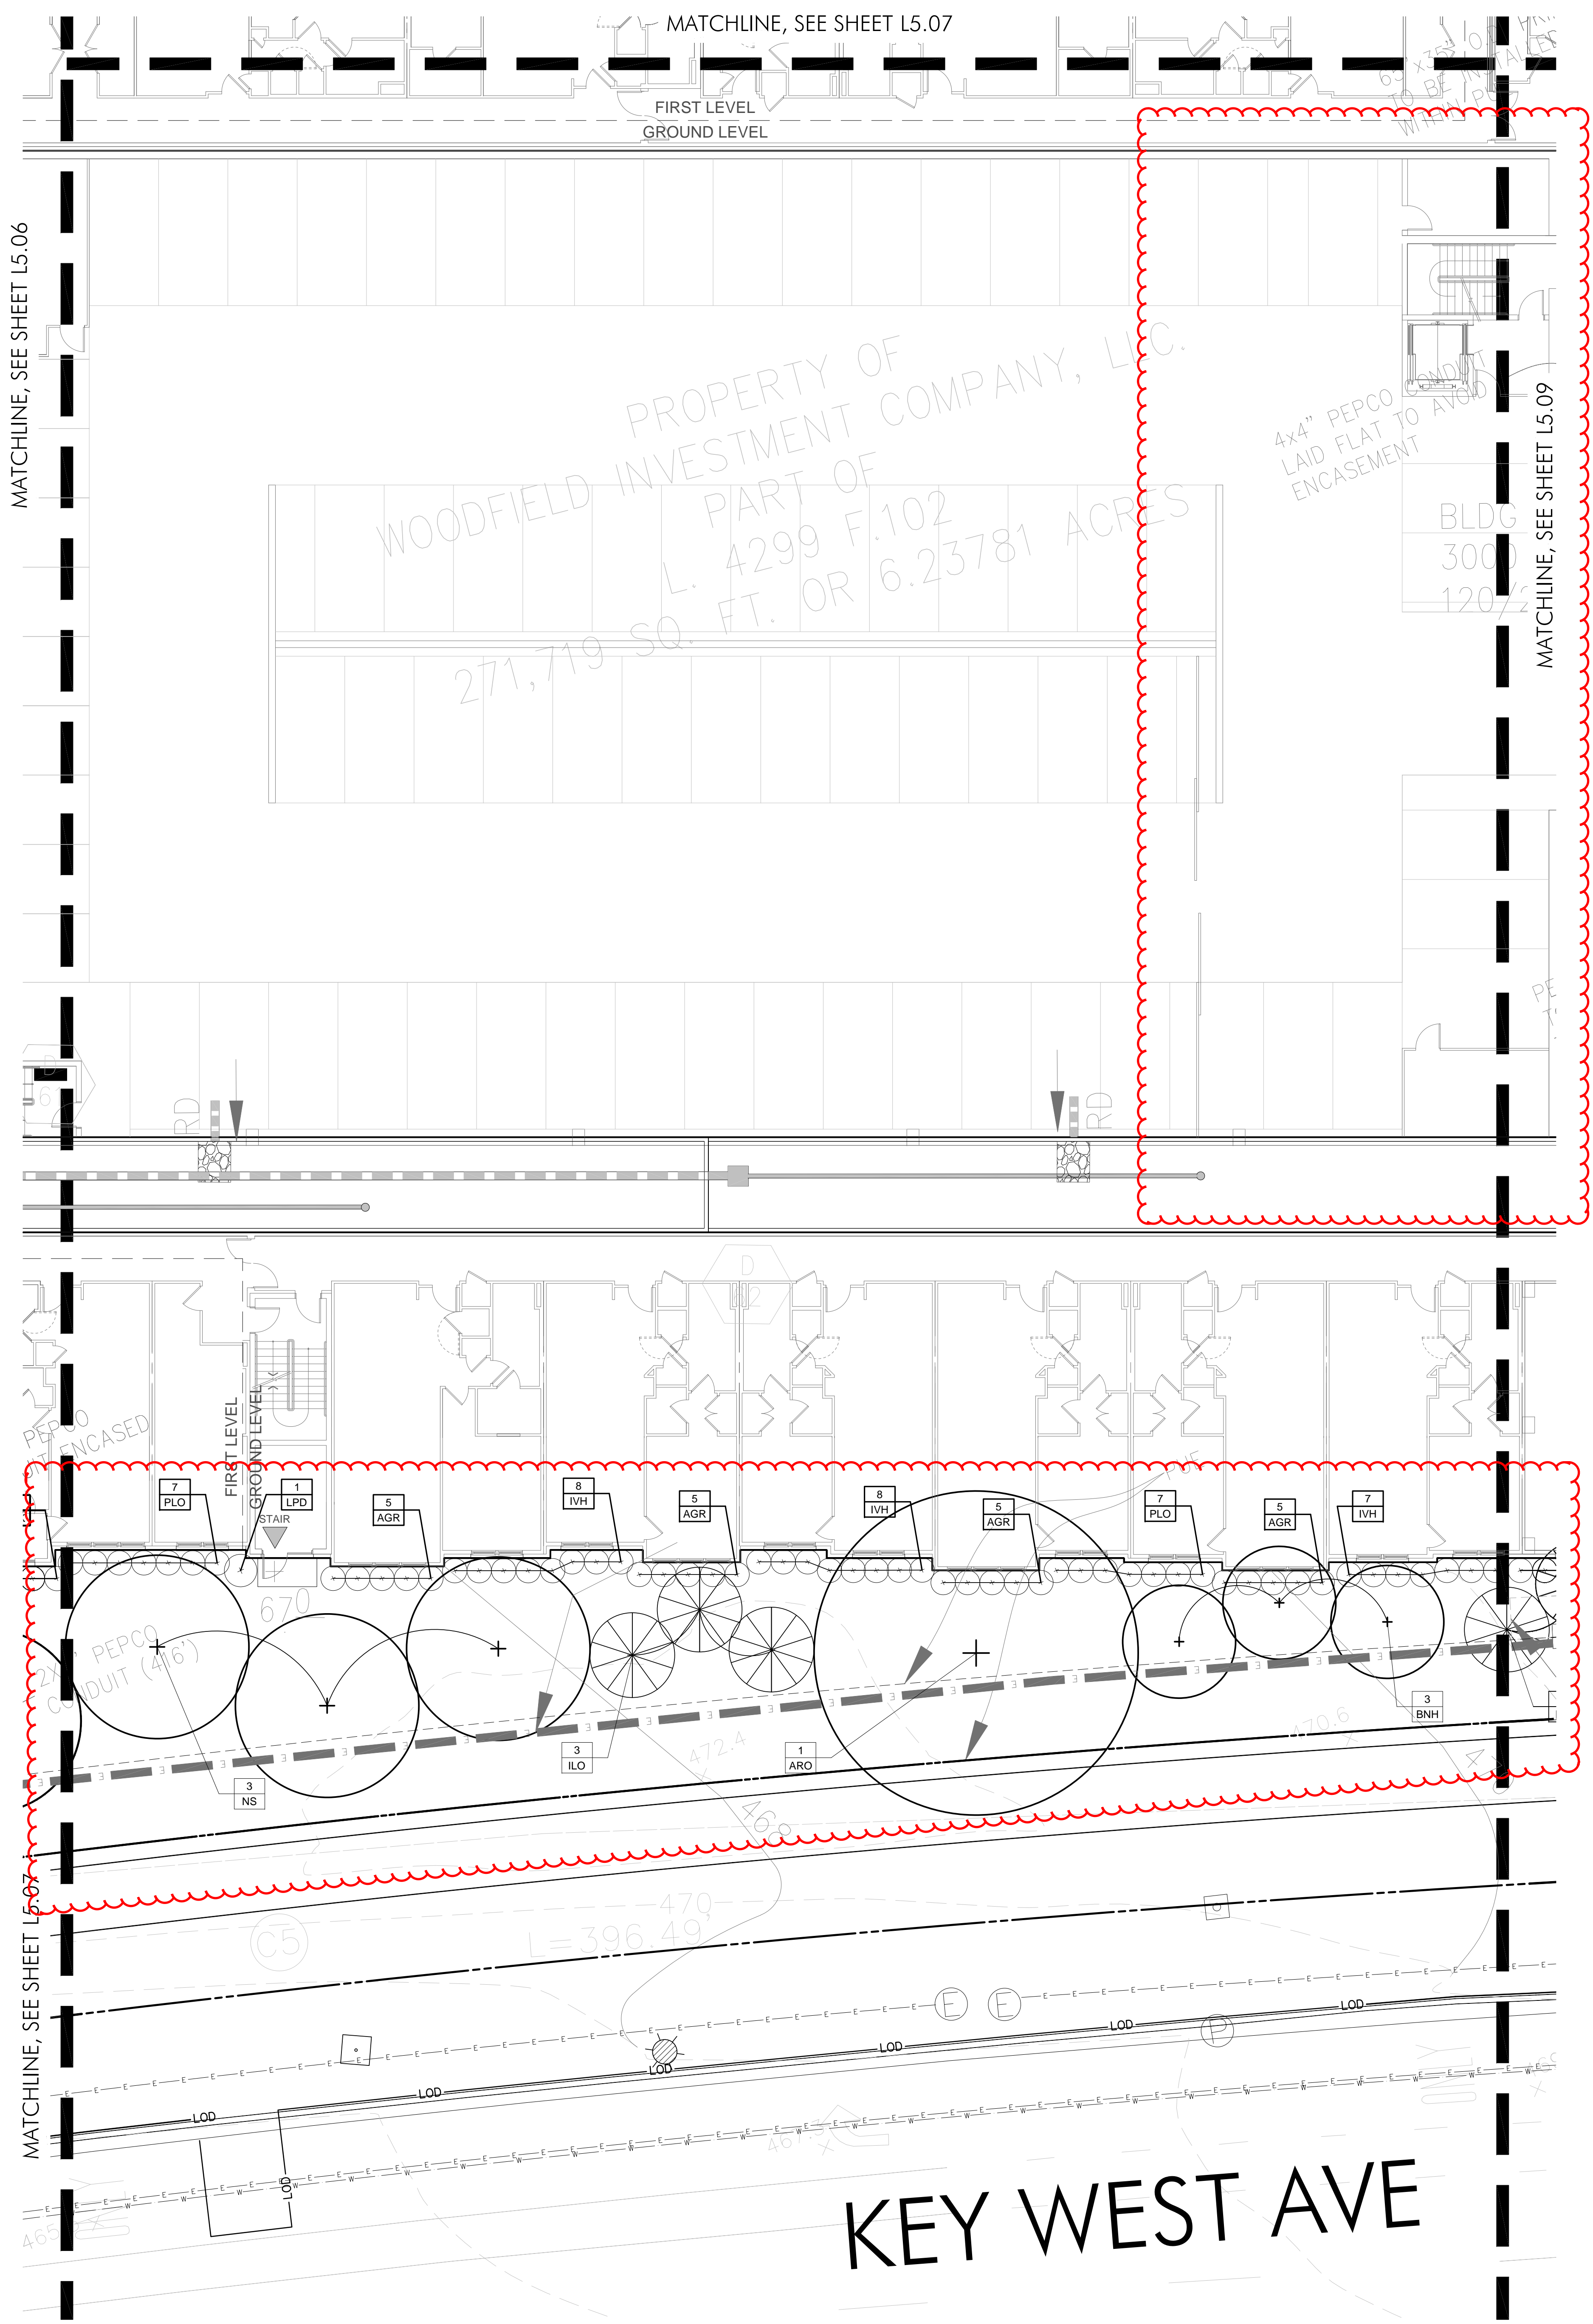 MATCHLINE, SEE SHEET L5.07
TO BE INSTALLED
FIRST LEVEL
GROUND LEVEL
MATCHLINE, SEE SHEET L5.06
PROPERTY OF
WOODFIELD INVESTMENT COMPANY, LLC.
PART OF
L. 4299 F.102
271,719 SQ. FT. OR 6.23781 ACRES
4x4" PEPCO CONDUIT
LAID FLAT TO AVOID
ENCASEMENT
BLDG
3000
MATCHLINE, SEE SHEET L5.09
RD
RD
D
PEPCO
ENCASED
FIRST LEVEL
GROUND LEVEL
STAIR
PUE
7
PLO
1
LPD
5
AGR
8
IVH
5
AGR
8
IVH
5
AGR
7
PLO
5
AGR
7
IVH
670
PEPCO
CONDUIT
3
NS
3
ILO
1
ARO
3
BNH
472.4
470.6
MATCHLINE, SEE SHEET L5.07
C5
470
L=396.49'
E
E
P
LOD
LOD
LOD
LOD
LOD
LOD
LOD
KEY WEST AVE